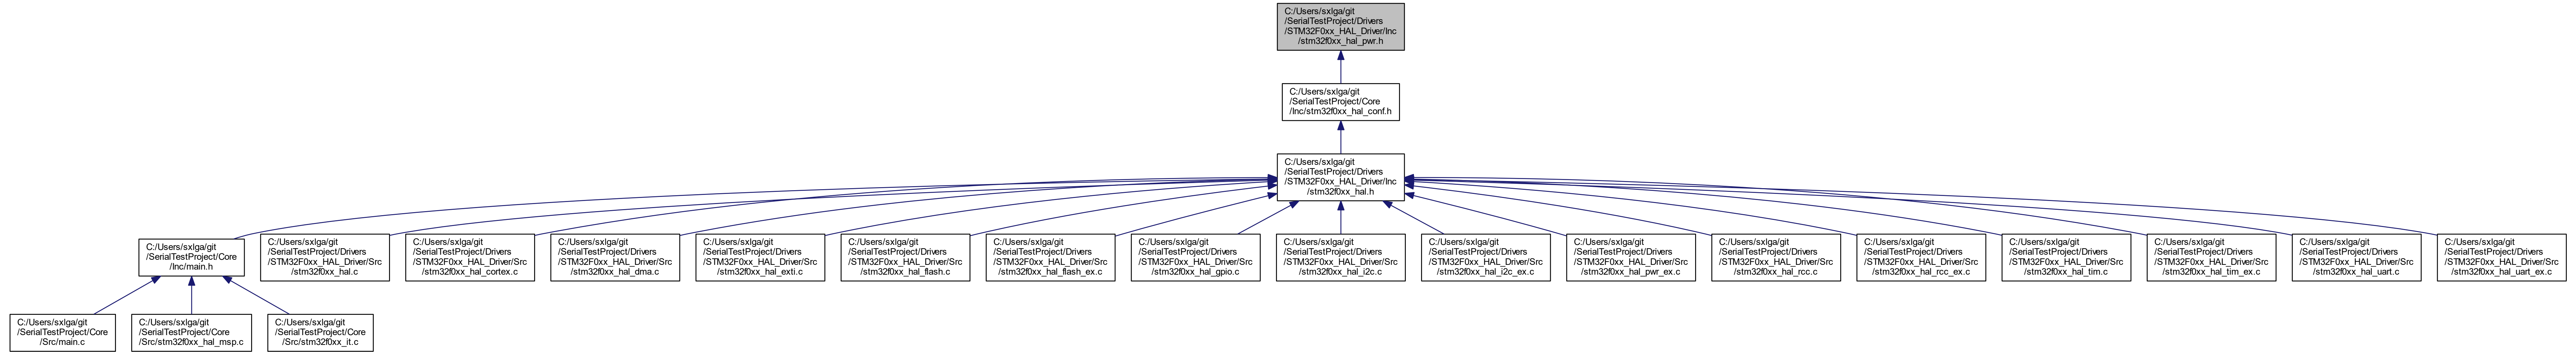 C:/Users/sxlga/git
/SerialTestProject/Drivers
/STM32F0xx_HAL_Driver/Inc
/stm32f0xx_hal_pwr.h
C:/Users/sxlga/git
/SerialTestProject/Core
/Inc/stm32f0xx_hal_conf.h
C:/Users/sxlga/git
/SerialTestProject/Drivers
/STM32F0xx_HAL_Driver/Inc
/stm32f0xx_hal.h
C:/Users/sxlga/git
/SerialTestProject/Core
/Inc/main.h
C:/Users/sxlga/git
/SerialTestProject/Drivers
/STM32F0xx_HAL_Driver/Src
/stm32f0xx_hal.c
C:/Users/sxlga/git
/SerialTestProject/Drivers
/STM32F0xx_HAL_Driver/Src
/stm32f0xx_hal_cortex.c
C:/Users/sxlga/git
/SerialTestProject/Drivers
/STM32F0xx_HAL_Driver/Src
/stm32f0xx_hal_dma.c
C:/Users/sxlga/git
/SerialTestProject/Drivers
/STM32F0xx_HAL_Driver/Src
/stm32f0xx_hal_exti.c
C:/Users/sxlga/git
/SerialTestProject/Drivers
/STM32F0xx_HAL_Driver/Src
/stm32f0xx_hal_flash.c
C:/Users/sxlga/git
/SerialTestProject/Drivers
/STM32F0xx_HAL_Driver/Src
/stm32f0xx_hal_flash_ex.c
C:/Users/sxlga/git
/SerialTestProject/Drivers
/STM32F0xx_HAL_Driver/Src
/stm32f0xx_hal_gpio.c
C:/Users/sxlga/git
/SerialTestProject/Drivers
/STM32F0xx_HAL_Driver/Src
/stm32f0xx_hal_i2c.c
C:/Users/sxlga/git
/SerialTestProject/Drivers
/STM32F0xx_HAL_Driver/Src
/stm32f0xx_hal_i2c_ex.c
C:/Users/sxlga/git
/SerialTestProject/Drivers
/STM32F0xx_HAL_Driver/Src
/stm32f0xx_hal_pwr_ex.c
C:/Users/sxlga/git
/SerialTestProject/Drivers
/STM32F0xx_HAL_Driver/Src
/stm32f0xx_hal_rcc.c
C:/Users/sxlga/git
/SerialTestProject/Drivers
/STM32F0xx_HAL_Driver/Src
/stm32f0xx_hal_rcc_ex.c
C:/Users/sxlga/git
/SerialTestProject/Drivers
/STM32F0xx_HAL_Driver/Src
/stm32f0xx_hal_tim.c
C:/Users/sxlga/git
/SerialTestProject/Drivers
/STM32F0xx_HAL_Driver/Src
/stm32f0xx_hal_tim_ex.c
C:/Users/sxlga/git
/SerialTestProject/Drivers
/STM32F0xx_HAL_Driver/Src
/stm32f0xx_hal_uart.c
C:/Users/sxlga/git
/SerialTestProject/Drivers
/STM32F0xx_HAL_Driver/Src
/stm32f0xx_hal_uart_ex.c
C:/Users/sxlga/git
/SerialTestProject/Core
/Src/main.c
C:/Users/sxlga/git
/SerialTestProject/Core
/Src/stm32f0xx_hal_msp.c
C:/Users/sxlga/git
/SerialTestProject/Core
/Src/stm32f0xx_it.c